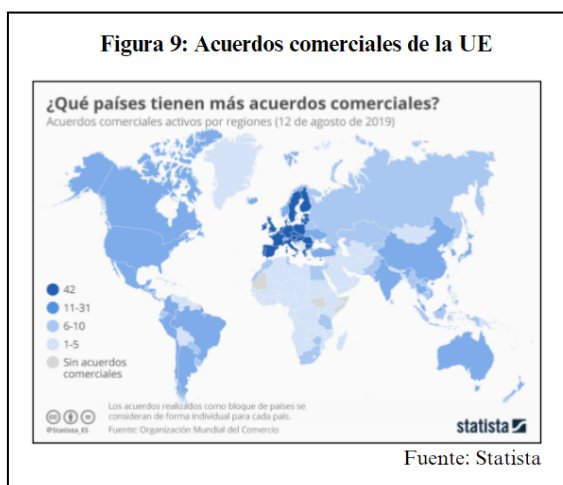 Figura 9: Acuerdos comerciales de la UE
¿Qué países tienen más acuerdos comerciales?
Acuerdos comerciales activos por regiones (12 de agosto de 2019)
42
11-31
6-10
1-5
Sin acuerdos
comerciales
Los acuerdos realizados como bloque de países se
consideran de forma individual para cada país.
@Statista_ES
Fuente: Organización Mundial del Comercio
statista
Fuente: Statista